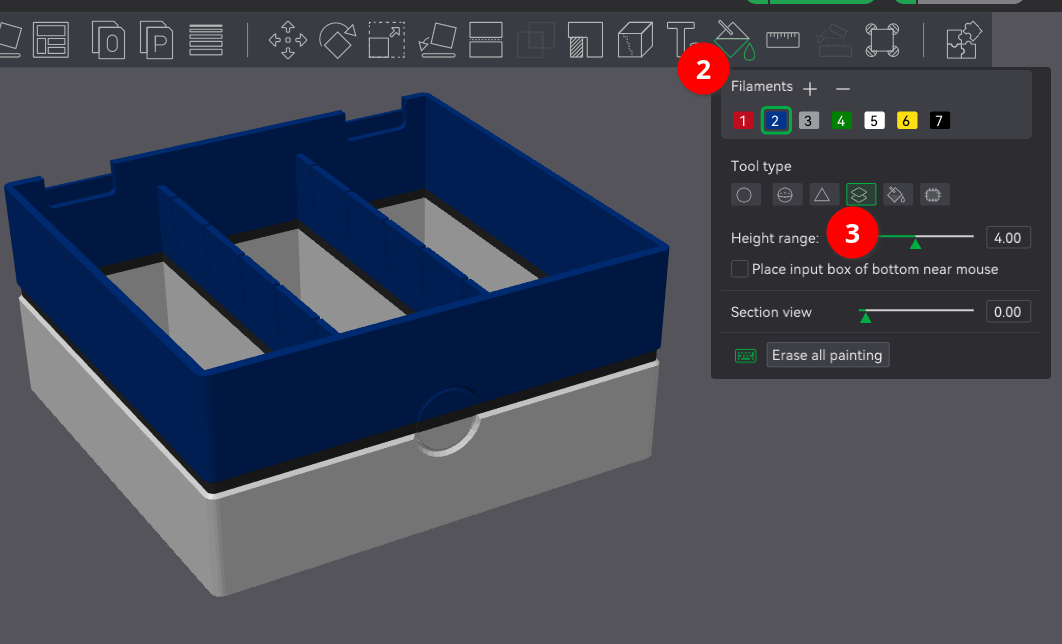 O
P
T
2
Filaments + −
1 2 3 4 5 6 7
Tool type
Height range: 3 4.00
Place input box of bottom near mouse
Section view 0.00
Erase all painting